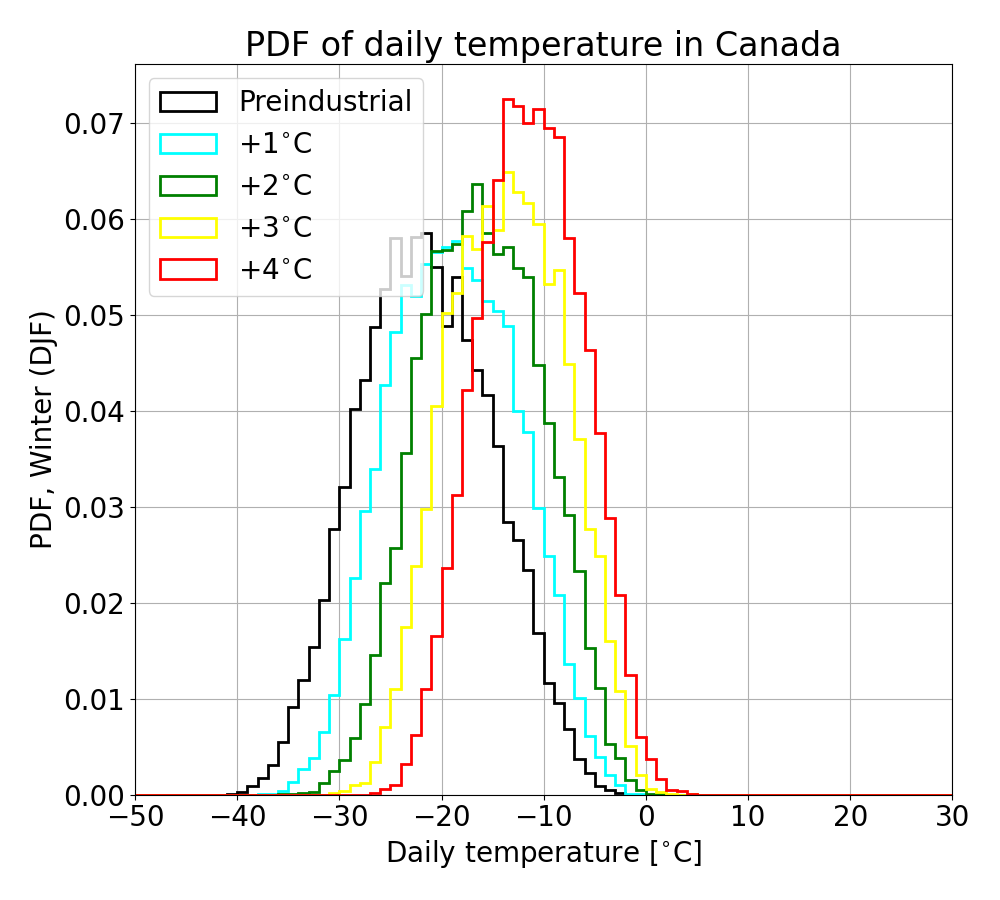 PDF of daily temperature in Canada
Preindustrial
+1°C
+2°C
+3°C
+4°C
PDF, Winter (DJF)
0.07
0.06
0.05
0.04
0.03
0.02
0.01
0.00
−50 −40 −30 −20 −10 0 10 20 30
Daily temperature [°C]